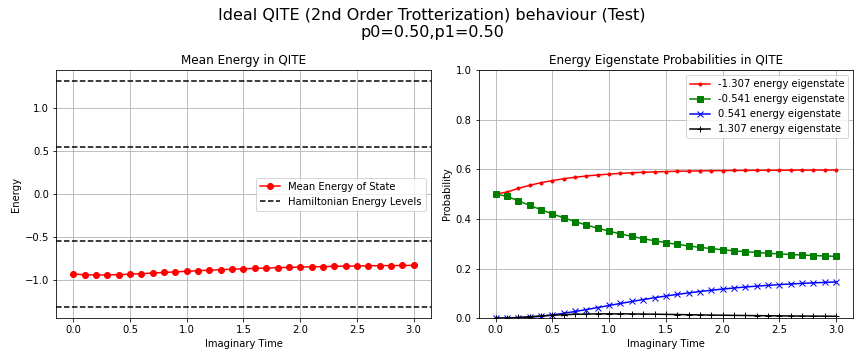 Ideal QITE (2nd Order Trotterization) behaviour (Test)
p0=0.50,p1=0.50
Mean Energy in QITE
1.0
0.5
0.0
−0.5
−1.0
Energy
Mean Energy of State
Hamiltonian Energy Levels
0.0 0.5 1.0 1.5 2.0 2.5 3.0
Imaginary Time
Energy Eigenstate Probabilities in QITE
1.0
0.8
0.6
0.4
0.2
0.0
Probability
-1.307 energy eigenstate
-0.541 energy eigenstate
0.541 energy eigenstate
1.307 energy eigenstate
0.0 0.5 1.0 1.5 2.0 2.5 3.0
Imaginary Time